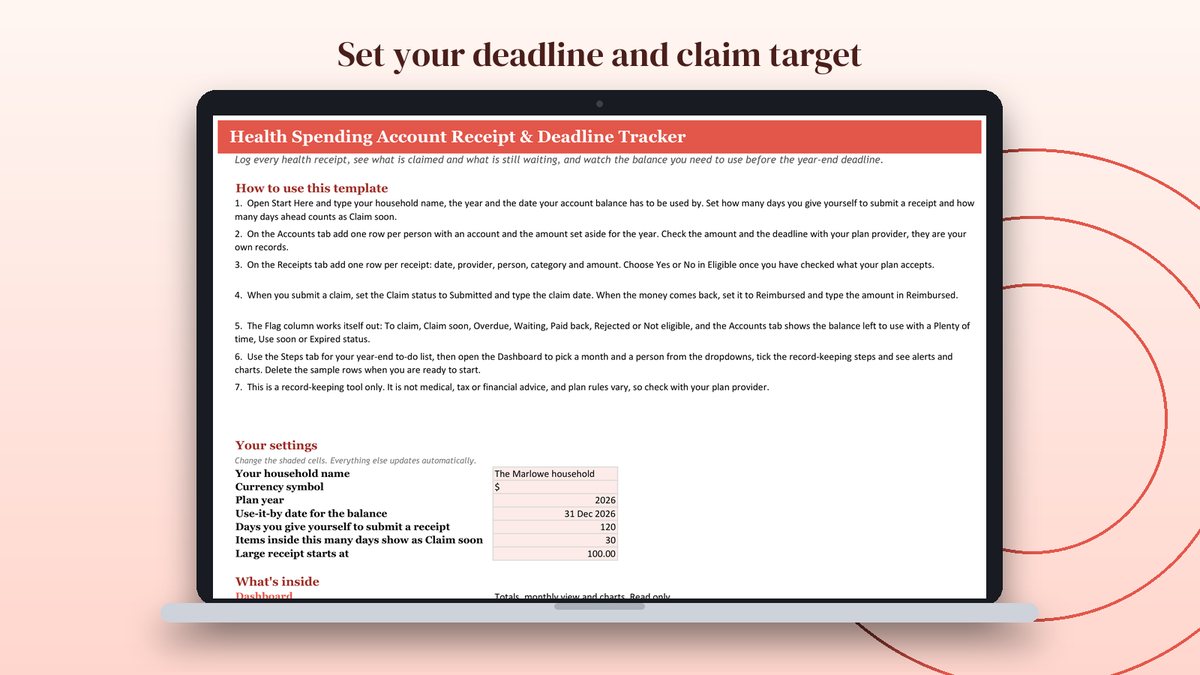 Set your deadline and claim target
Health Spending Account Receipt & Deadline Tracker
Log every health receipt, see what is claimed and what is still waiting, and watch the balance you need to use before the year-end deadline.
How to use this template
1. Open Start Here and type your household name, the year and the date your account balance has to be used by. Set how many days you give yourself to submit a receipt and how
many days ahead counts as Claim soon.
2. On the Accounts tab add one row per person with an account and the amount set aside for the year. Check the amount and the deadline with your plan provider, they are your
own records.
3. On the Receipts tab add one row per receipt: date, provider, person, category and amount. Choose Yes or No in Eligible once you have checked what your plan accepts.
4. When you submit a claim, set the Claim status to Submitted and type the claim date. When the money comes back, set it to Reimbursed and type the amount in Reimbursed.
5. The Flag column works itself out: To claim, Claim soon, Overdue, Waiting, Paid back, Rejected or Not eligible, and the Accounts tab shows the balance left to use with a Plenty of
time, Use soon or Expired status.
6. Use the Steps tab for your year-end to-do list, then open the Dashboard to pick a month and a person from the dropdowns, tick the record-keeping steps and see alerts and
charts. Delete the sample rows when you are ready to start.
7. This is a record-keeping tool only. It is not medical, tax or financial advice, and plan rules vary, so check with your plan provider.
Your settings
Change the shaded cells. Everything else updates automatically.
Your household name The Marlowe household
Currency symbol $
Plan year 2026
Use-it-by date for the balance 31 Dec 2026
Days you give yourself to submit a receipt 120
Items inside this many days show as Claim soon 30
Large receipt starts at 100.00
What's inside
Dashboard Totals, monthly view and charts. Read only.